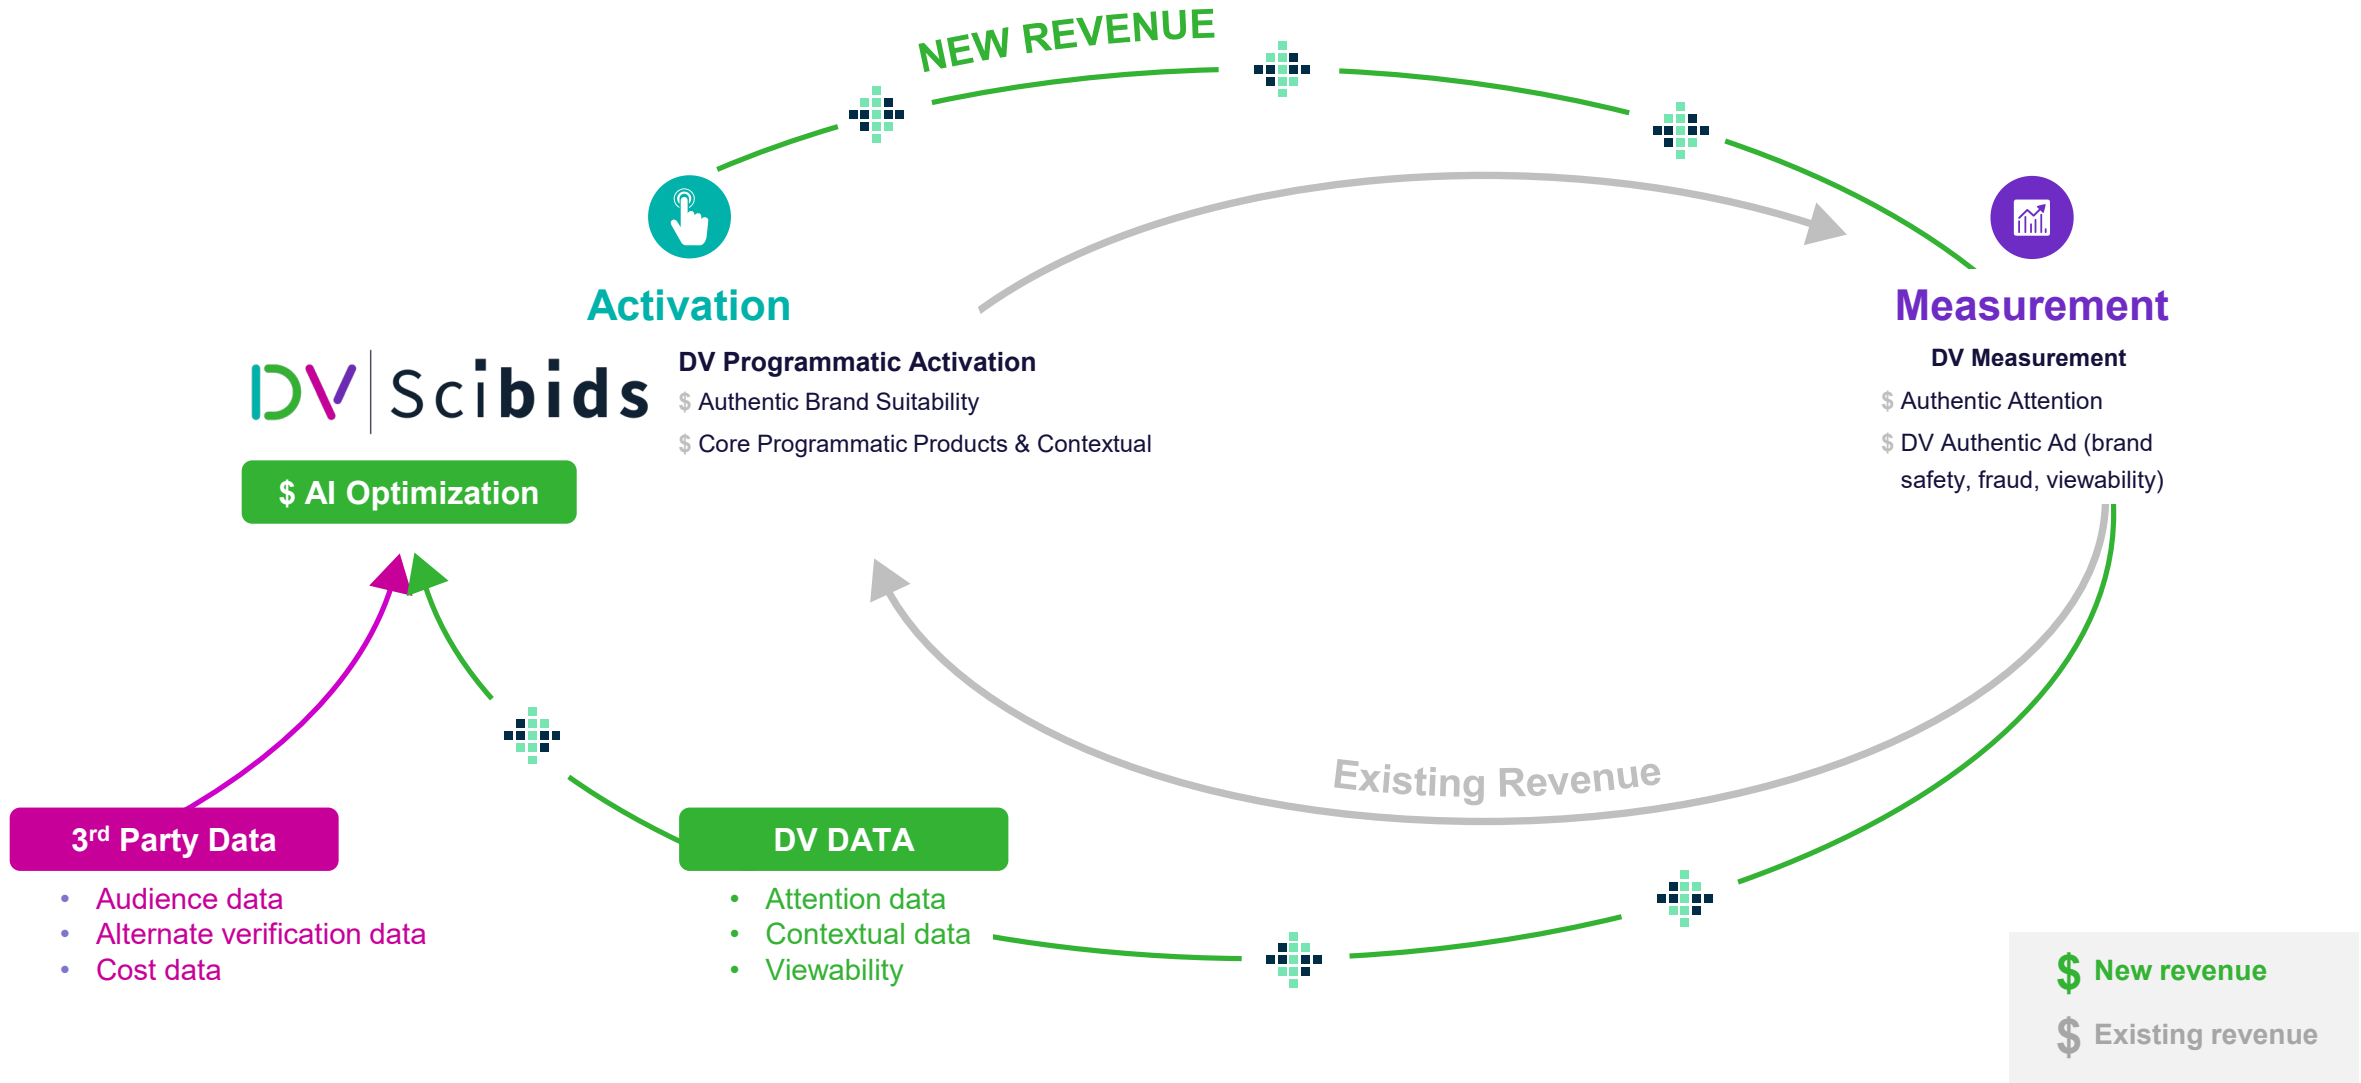 NEW REVENUE
Activation
Measurement
DV Scibids
$ AI Optimization
DV Programmatic Activation
$ Authentic Brand Suitability
$ Core Programmatic Products & Contextual
DV Measurement
$ Authentic Attention
$ DV Authentic Ad (brand
safety, fraud, viewability)
Existing Revenue
3rd Party Data
• Audience data
• Alternate verification data
• Cost data
DV DATA
• Attention data
• Contextual data
• Viewability
$ New revenue
$ Existing revenue